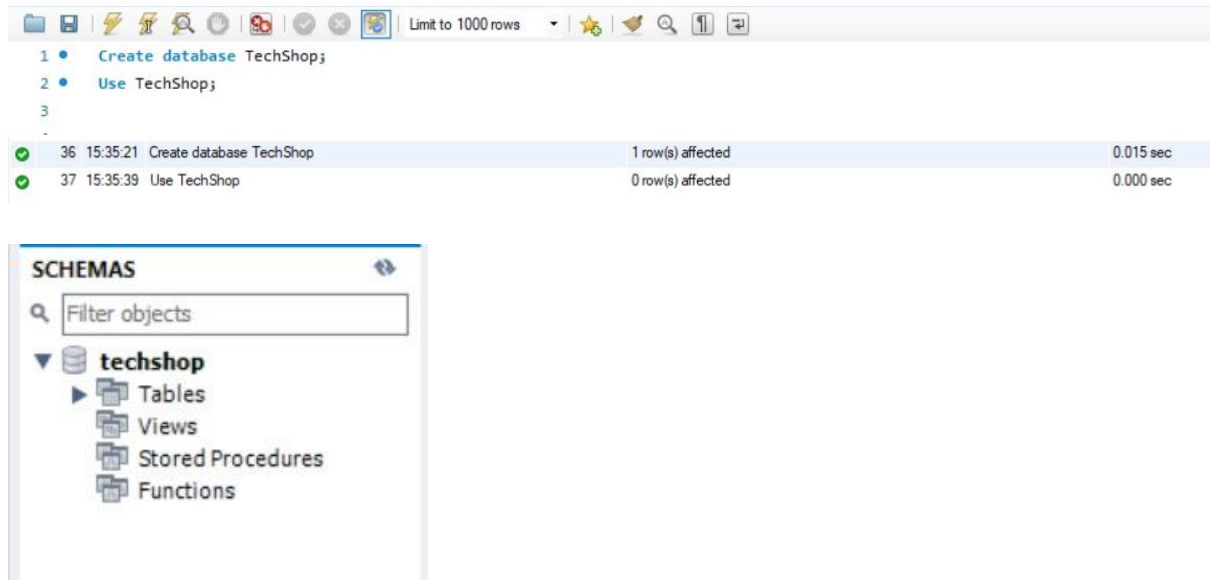 Limit to 1000 rows
1 Create database TechShop;
2 Use TechShop;
3
36 15:35:21 Create database TechShop 1 row(s) affected 0.015 sec
37 15:35:39 Use TechShop 0 row(s) affected 0.000 sec
SCHEMAS
Filter objects
techshop
Tables
Views
Stored Procedures
Functions